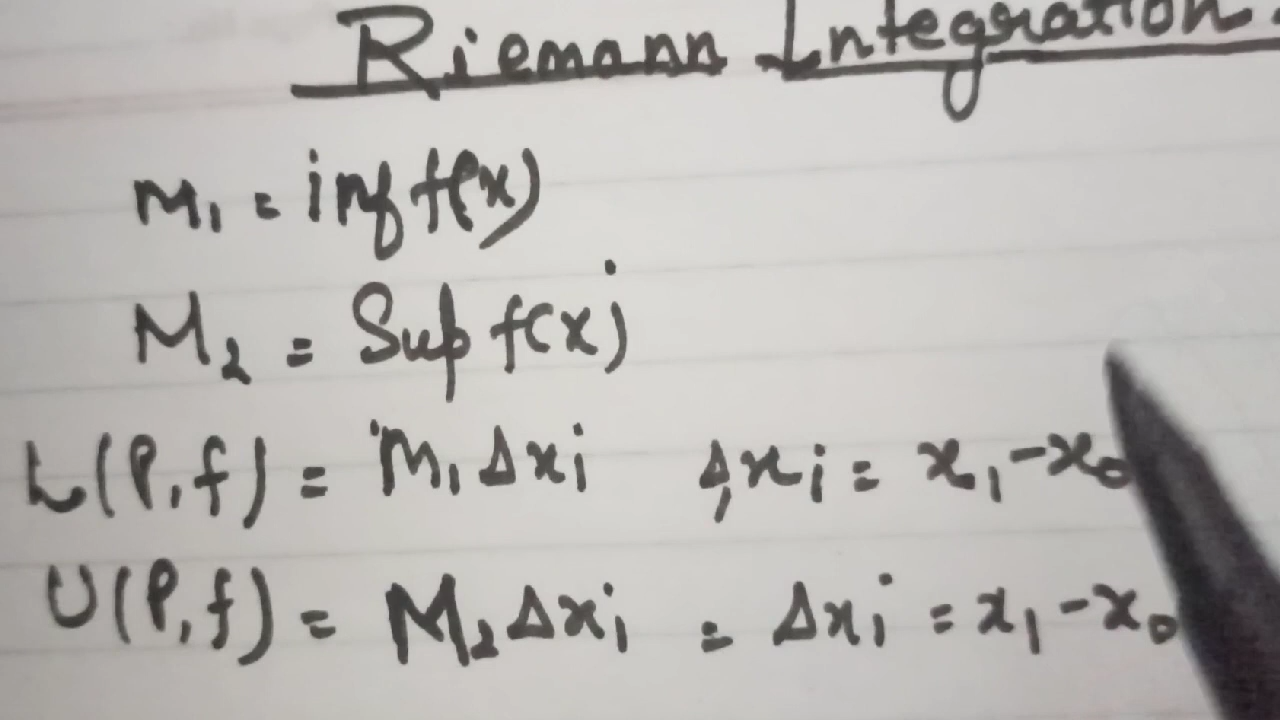 Riemann Integration
m₁ = inf f(x)
M₂ = Sup f(x)
L(P,f) = m₁ Δxi , Δxi = x₁-x₀
U(P,f) = M₂ Δxi = Δxi = x₁-x₀